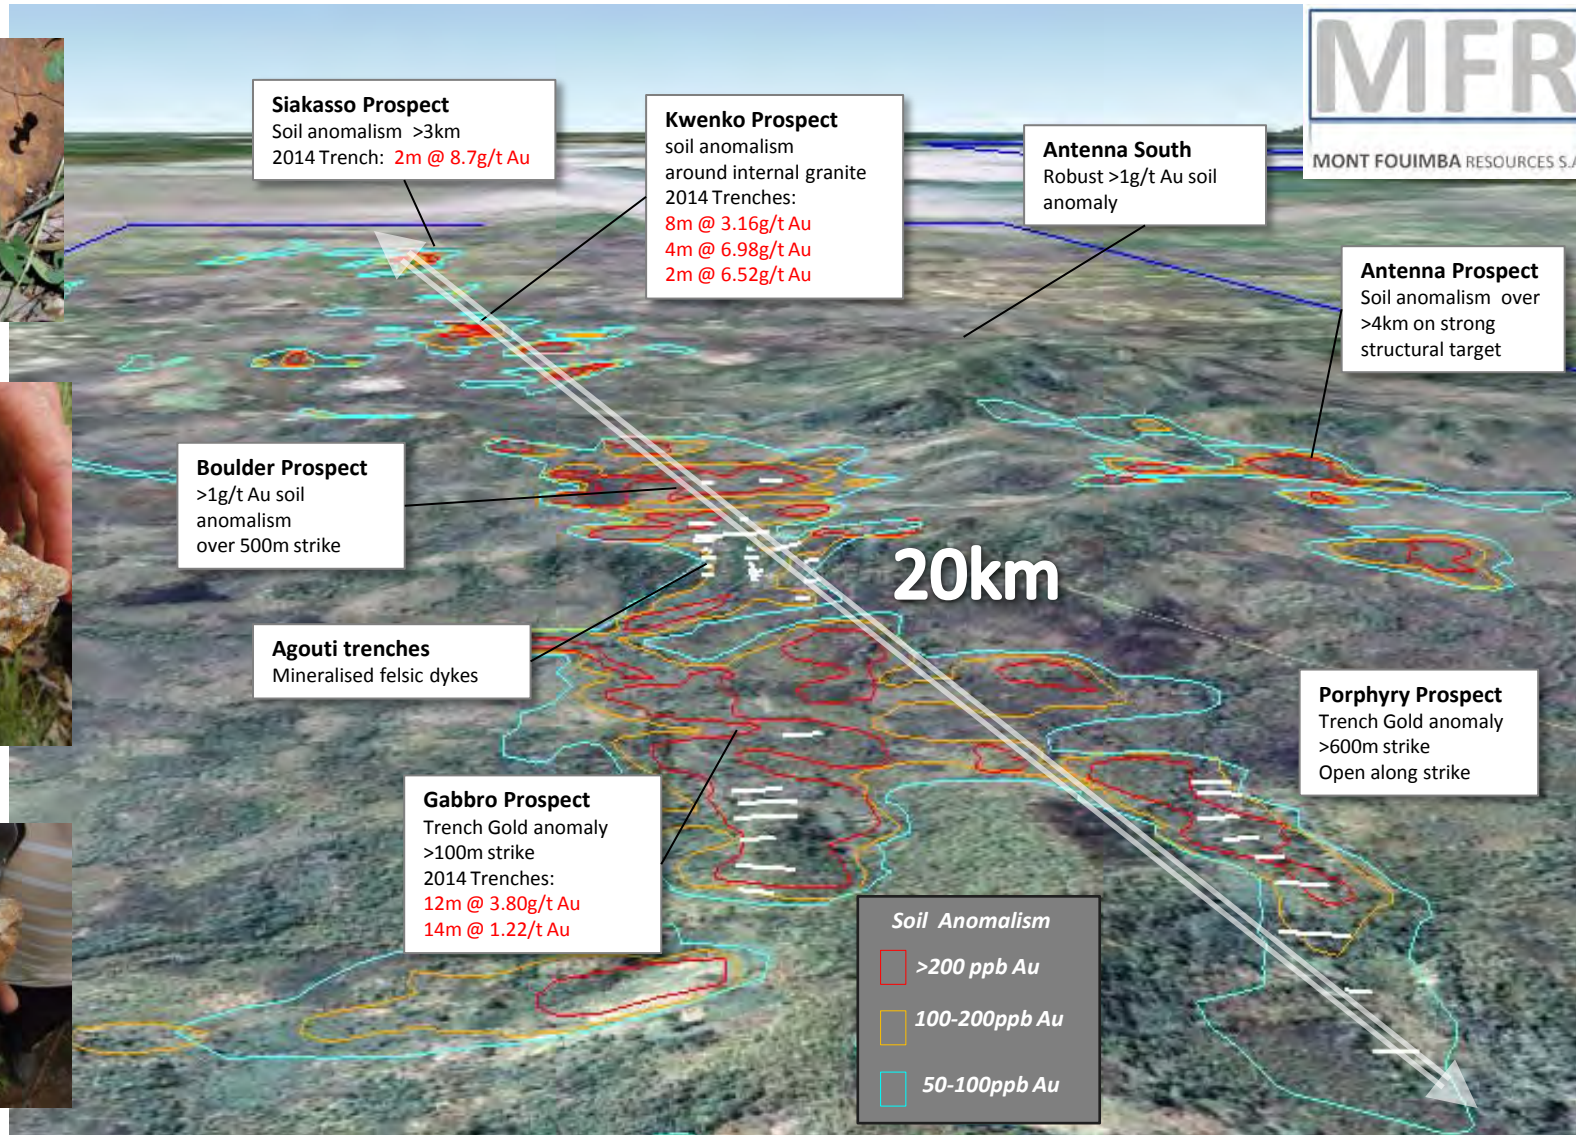 MFR
MONT FOUIMBA RESOURCES S.A
Siakasso Prospect
Soil anomalism >3km
2014 Trench: 2m @ 8.7g/t Au
Kwenko Prospect
soil anomalism
around internal granite
2014 Trenches:
8m @ 3.16g/t Au
4m @ 6.98g/t Au
2m @ 6.52g/t Au
Antenna South
Robust >1g/t Au soil
anomaly
Antenna Prospect
Soil anomalism over
>4km on strong
structural target
Boulder Prospect
>1g/t Au soil
anomalism
over 500m strike
20km
Agouti trenches
Mineralised felsic dykes
Porphyry Prospect
Trench Gold anomaly
>600m strike
Open along strike
Gabbro Prospect
Trench Gold anomaly
>100m strike
2014 Trenches:
12m @ 3.80g/t Au
14m @ 1.22/t Au
Soil Anomalism
>200 ppb Au
100-200ppb Au
50-100ppb Au